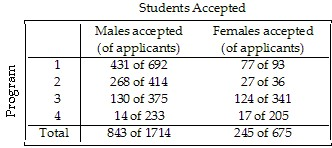 Students Accepted
Males accepted Females accepted
(of applicants) (of applicants)
Program
1 431 of 692 77 of 93
2 268 of 414 27 of 36
3 130 of 375 124 of 341
4 14 of 233 17 of 205
Total 843 of 1714 245 of 675